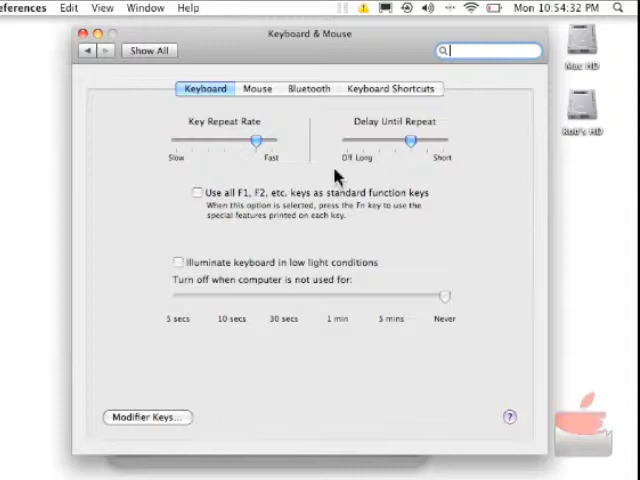 eferences Edit View Window Help Mon 10:54:32 PM
Keyboard & Mouse
Show All
Keyboard Mouse Bluetooth Keyboard Shortcuts
Key Repeat Rate Delay Until Repeat
Slow Fast Off Long Short
Use all F1, F2, etc. keys as standard function keys
When this option is selected, press the Fn key to use the
special features printed on each key.
Illuminate keyboard in low light conditions
Turn off when computer is not used for:
5 secs 10 secs 30 secs 1 min 5 mins Never
Modifier Keys... ?
Mac HD
Rob's HD